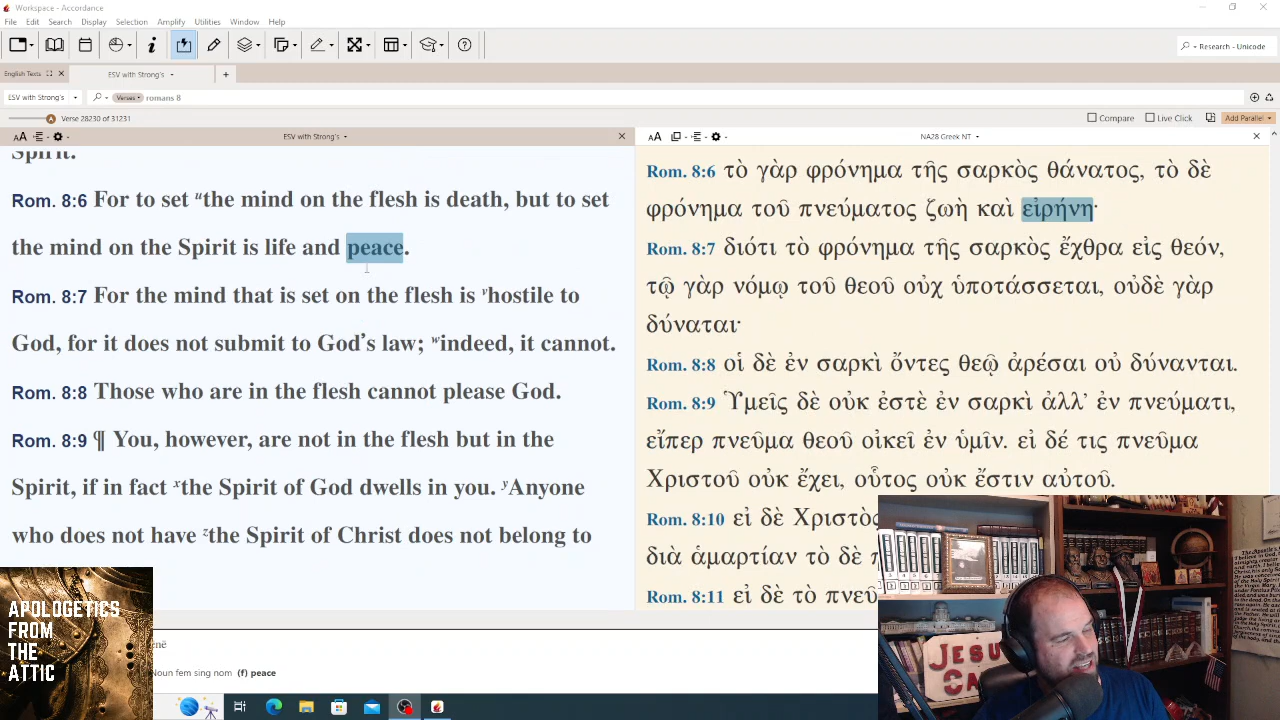 Workspace - Accordance
File Edit Search Display Selection Amplify Utilities Window Help
Research - Unicode
English Texts
ESV with Strong's
ESV with Strong's
Verses
romans 8
Verse 28230 of 31231
Compare
Live Click
Add Parallel
ESV with Strong's
Spirit.
Rom. 8:6 For to set uthe mind on the flesh is death, but to set
the mind on the Spirit is life and peace.
Rom. 8:7 For the mind that is set on the flesh is vhostile to
God, for it does not submit to God’s law; windeed, it cannot.
Rom. 8:8 Those who are in the flesh cannot please God.
Rom. 8:9 ¶ You, however, are not in the flesh but in the
Spirit, if in fact xthe Spirit of God dwells in you. yAnyone
who does not have zthe Spirit of Christ does not belong to
NA28 Greek NT
Rom. 8:6 τὸ γὰρ φρόνημα τῆς σαρκὸς θάνατος, τὸ δὲ
φρόνημα τοῦ πνεύματος ζωὴ καὶ εἰρήνη·
Rom. 8:7 διότι τὸ φρόνημα τῆς σαρκὸς ἔχθρα εἰς θεόν,
τῷ γὰρ νόμῳ τοῦ θεοῦ οὐχ ὑποτάσσεται, οὐδὲ γὰρ
δύναται·
Rom. 8:8 οἱ δὲ ἐν σαρκὶ ὄντες θεῷ ἀρέσαι οὐ δύνανται.
Rom. 8:9 Ὑμεῖς δὲ οὐκ ἐστὲ ἐν σαρκὶ ἀλλ’ ἐν πνεύματι,
εἴπερ πνεῦμα θεοῦ οἰκεῖ ἐν ὑμῖν. εἰ δέ τις πνεῦμα
Χριστοῦ οὐκ ἔχει, οὗτος οὐκ ἔστιν αὐτοῦ.
Rom. 8:10 εἰ δὲ Χριστὸς
διὰ ἁμαρτίαν τὸ δὲ
Rom. 8:11 εἰ δὲ τὸ πνεῦ
Noun fem sing nom (f) peace
APOLOGETICS
FROM
THE
ATTIC
JESUS